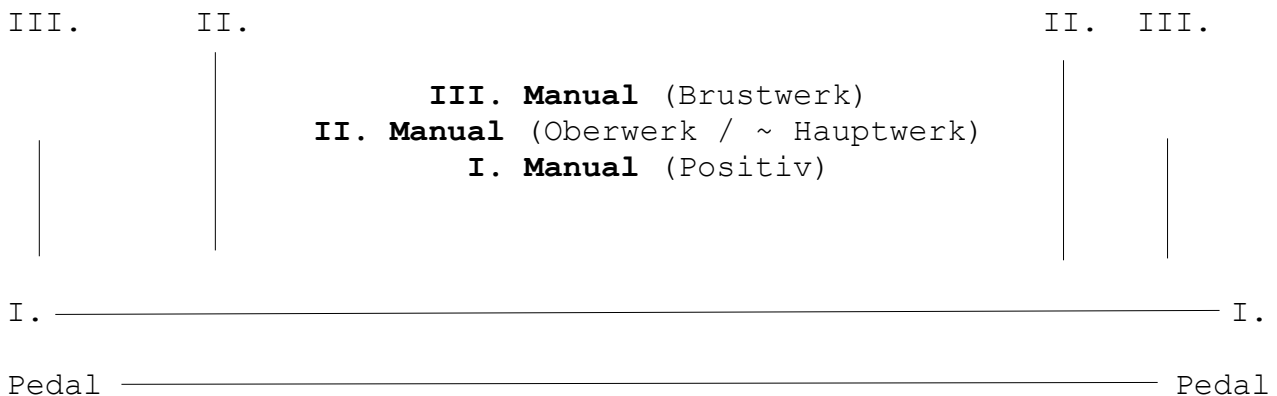 III. II. II. III.
III. Manual (Brustwerk)
II. Manual (Oberwerk / ~ Hauptwerk)
I. Manual (Positiv)
I. I.
Pedal Pedal